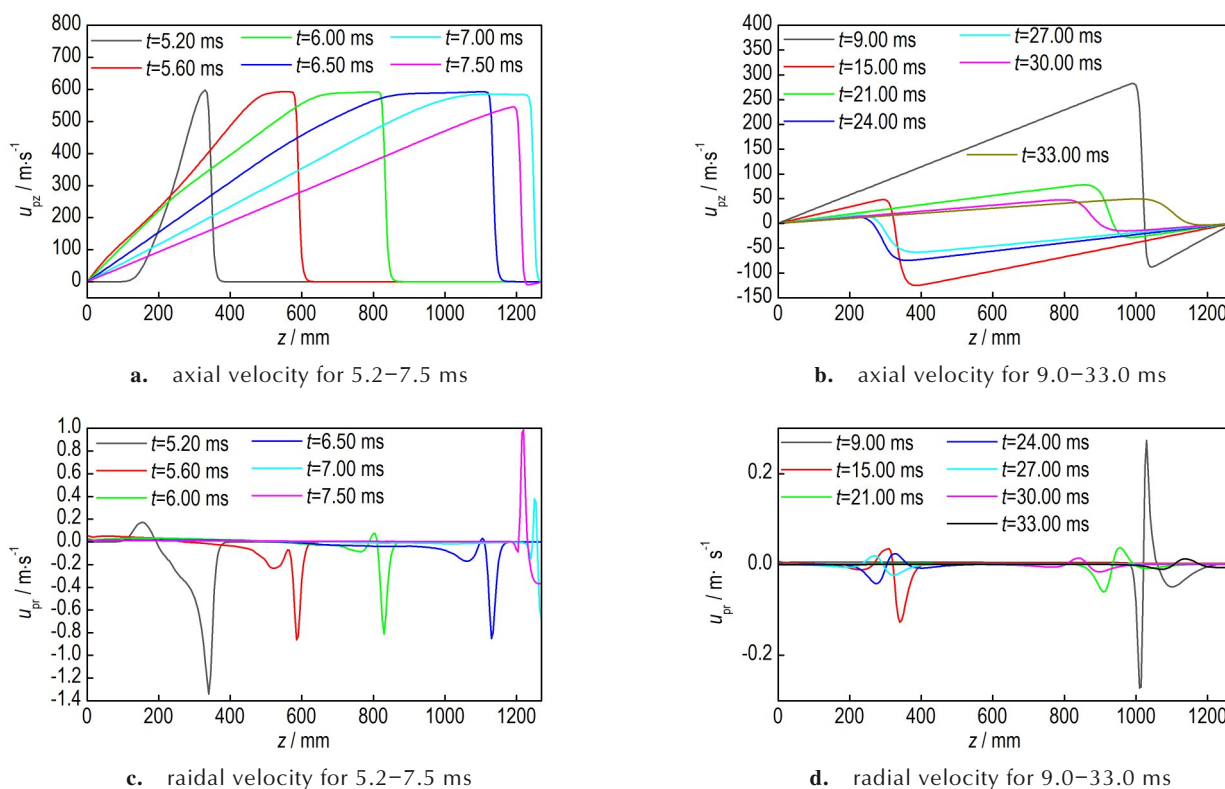 800
700
600
500
400
300
200
100
0
t=5.20 ms
t=6.00 ms
t=7.00 ms
t=5.60 ms
t=6.50 ms
t=7.50 ms
u_pz / m·s⁻¹
0 200 400 600 800 1000 1200
z / mm
a. axial velocity for 5.2–7.5 ms
400
350
300
250
200
150
100
50
0
-50
-100
-150
t=9.00 ms
t=27.00 ms
t=15.00 ms
t=30.00 ms
t=21.00 ms
t=24.00 ms
t=33.00 ms
u_pz / m·s⁻¹
0 200 400 600 800 1000 1200
z / mm
b. axial velocity for 9.0–33.0 ms
1.0
0.8
0.6
0.4
0.2
0.0
-0.2
-0.4
-0.6
-0.8
-1.0
-1.2
-1.4
t=5.20 ms
t=6.50 ms
t=5.60 ms
t=7.00 ms
t=6.00 ms
t=7.50 ms
u_pr / m·s⁻¹
0 200 400 600 800 1000 1200
z / mm
c. raidal velocity for 5.2–7.5 ms
0.2
0.0
-0.2
t=9.00 ms
t=24.00 ms
t=15.00 ms
t=27.00 ms
t=21.00 ms
t=30.00 ms
t=33.00 ms
u_pr / m· s⁻¹
0 200 400 600 800 1000 1200
z / mm
d. radial velocity for 9.0–33.0 ms